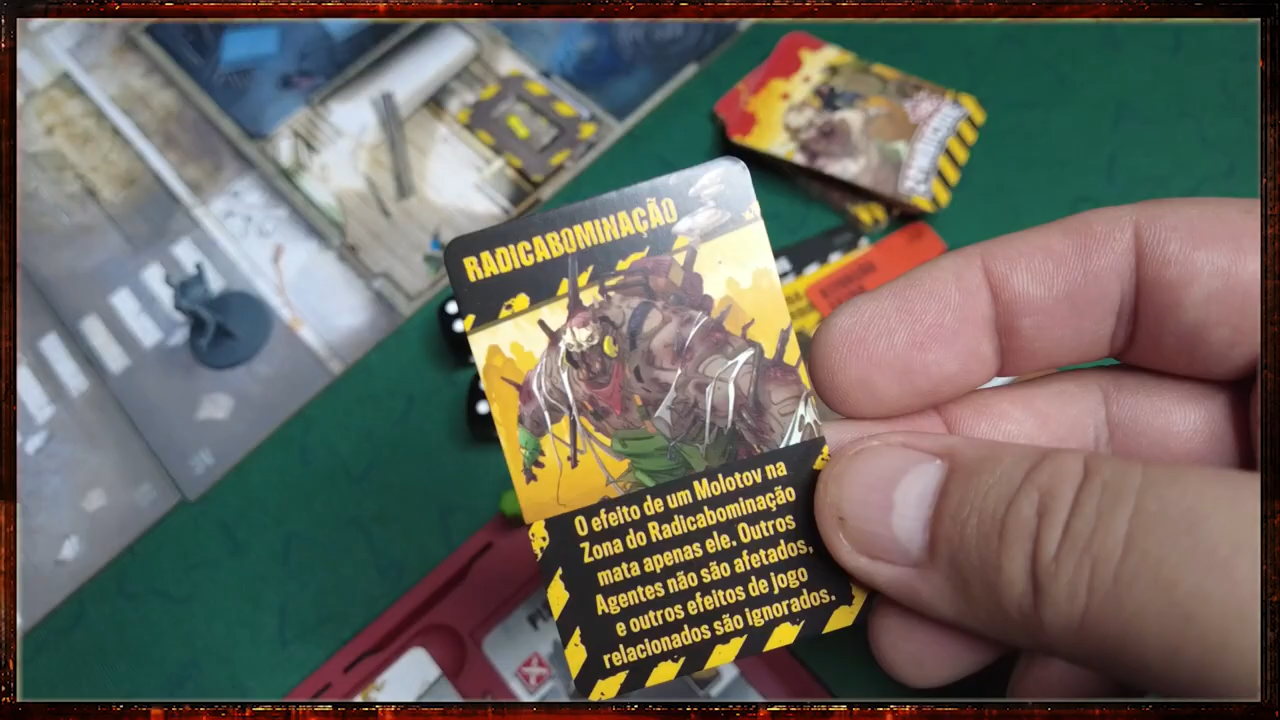 RADICABOMINAÇÃO
O efeito de um Molotov na
Zona do Radicabominação
mata apenas ele. Outros
Agentes não são afetados,
e outros efeitos de jogo
relacionados são ignorados.